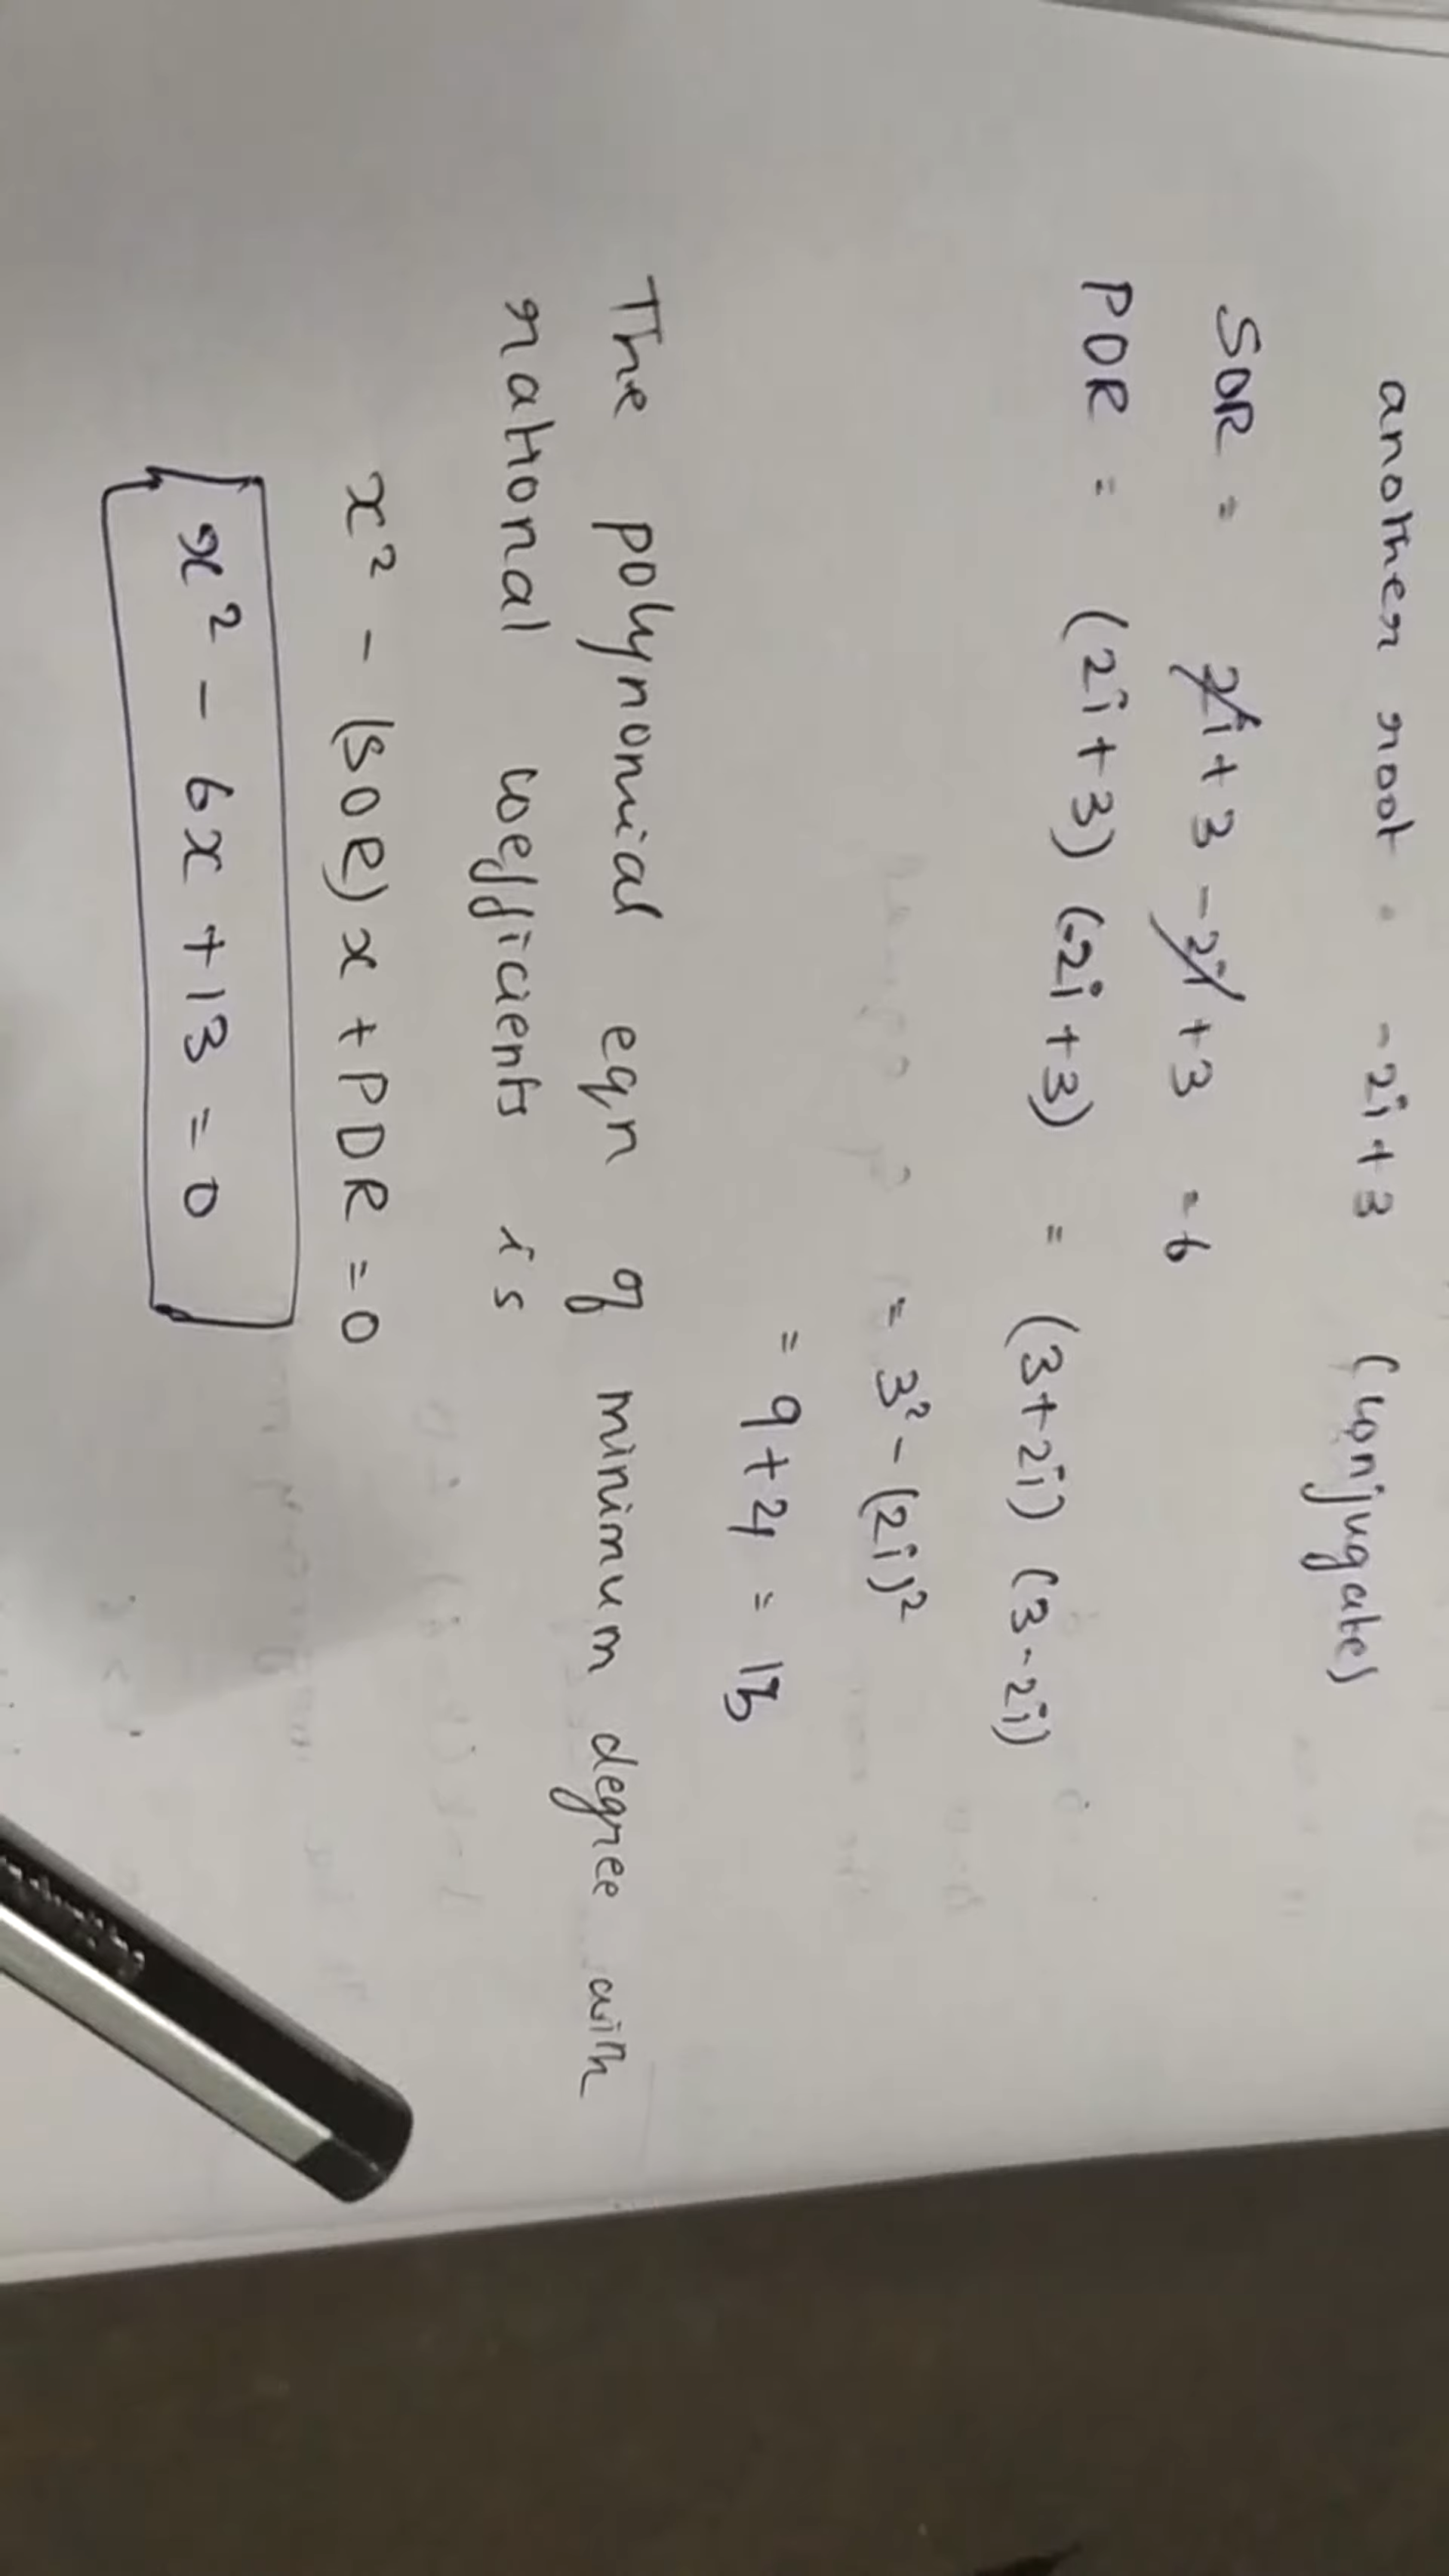 another root = -2i+3 (conjugates)
SOR = 2i+3-2i+3 = 6
POR = (2i+3) (-2i+3) = (3+2i) (3-2i)
= 3² - (2i)²
= 9+4 = 13
The polynomial eqn of minimum degree with
rational coefficients is
x² - (SOR)x + POR = 0
x² - 6x + 13 = 0